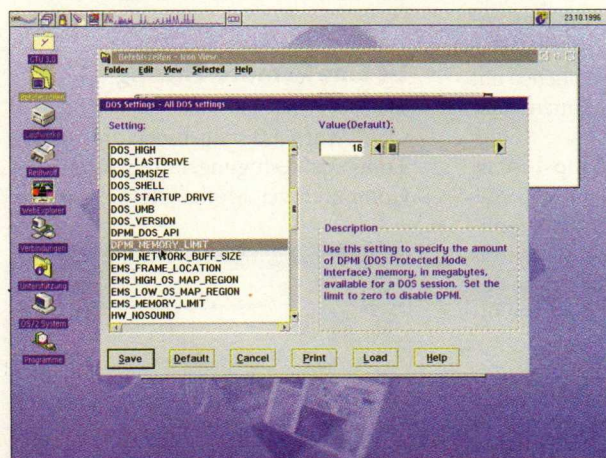 23.10.1996
CTU 3.0
Icon View
Folder Edit View Selected Help
DOS Settings - All DOS settings
Setting:
DOS_HIGH
DOS_LASTDRIVE
DOS_RMSIZE
DOS_SHELL
DOS_STARTUP_DRIVE
DOS_UMB
DOS_VERSION
DPMI_DOS_API
DPMI_MEMORY_LIMIT
DPMI_NETWORK_BUFF_SIZE
EMS_FRAME_LOCATION
EMS_HIGH_OS_MAP_REGION
EMS_LOW_OS_MAP_REGION
EMS_MEMORY_LIMIT
HW_NOSOUND
Value(Default):
16
Description
Use this setting to specify the amount
of DPMI (DOS Protected Mode
Interface) memory, in megabytes,
available for a DOS session. Set the
limit to zero to disable DPMI.
Save Default Cancel Print Load Help
Laufwerke
Reißwolf
WebExplorer
Verbindungen
Unterstützung
OS/2-System
Programme